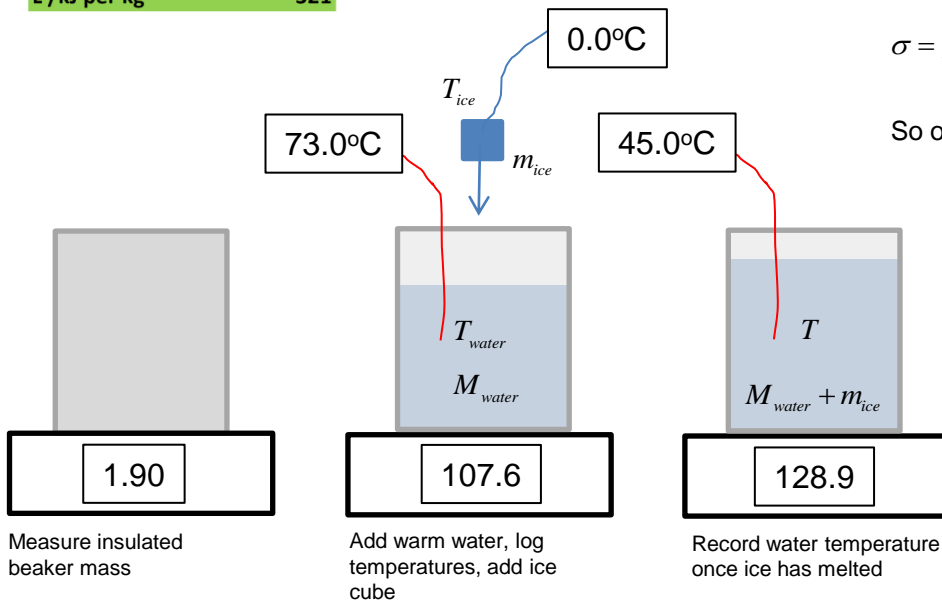 321
0.0°C
σ =
T_ice
73.0°C
45.0°C
So o
m_ice
T_water
T
M_water
M_water + m_ice
1.90
107.6
128.9
Measure insulated
beaker mass
Add warm water, log
temperatures, add ice
cube
Record water temperature
once ice has melted